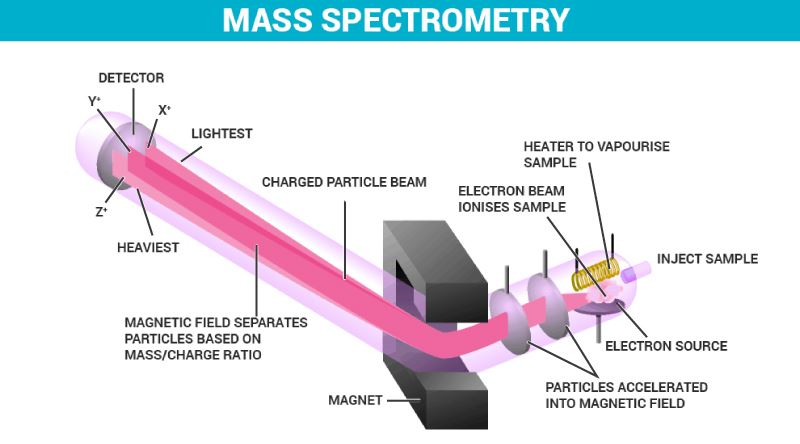 MASS SPECTROMETRY
DETECTOR
Y+
X+
LIGHTEST
HEATER TO VAPOURISE
SAMPLE
CHARGED PARTICLE BEAM
ELECTRON BEAM
IONISES SAMPLE
Z+
HEAVIEST
INJECT SAMPLE
MAGNETIC FIELD SEPARATES
PARTICLES BASED ON
MASS/CHARGE RATIO
ELECTRON SOURCE
MAGNET
PARTICLES ACCELERATED
INTO MAGNETIC FIELD